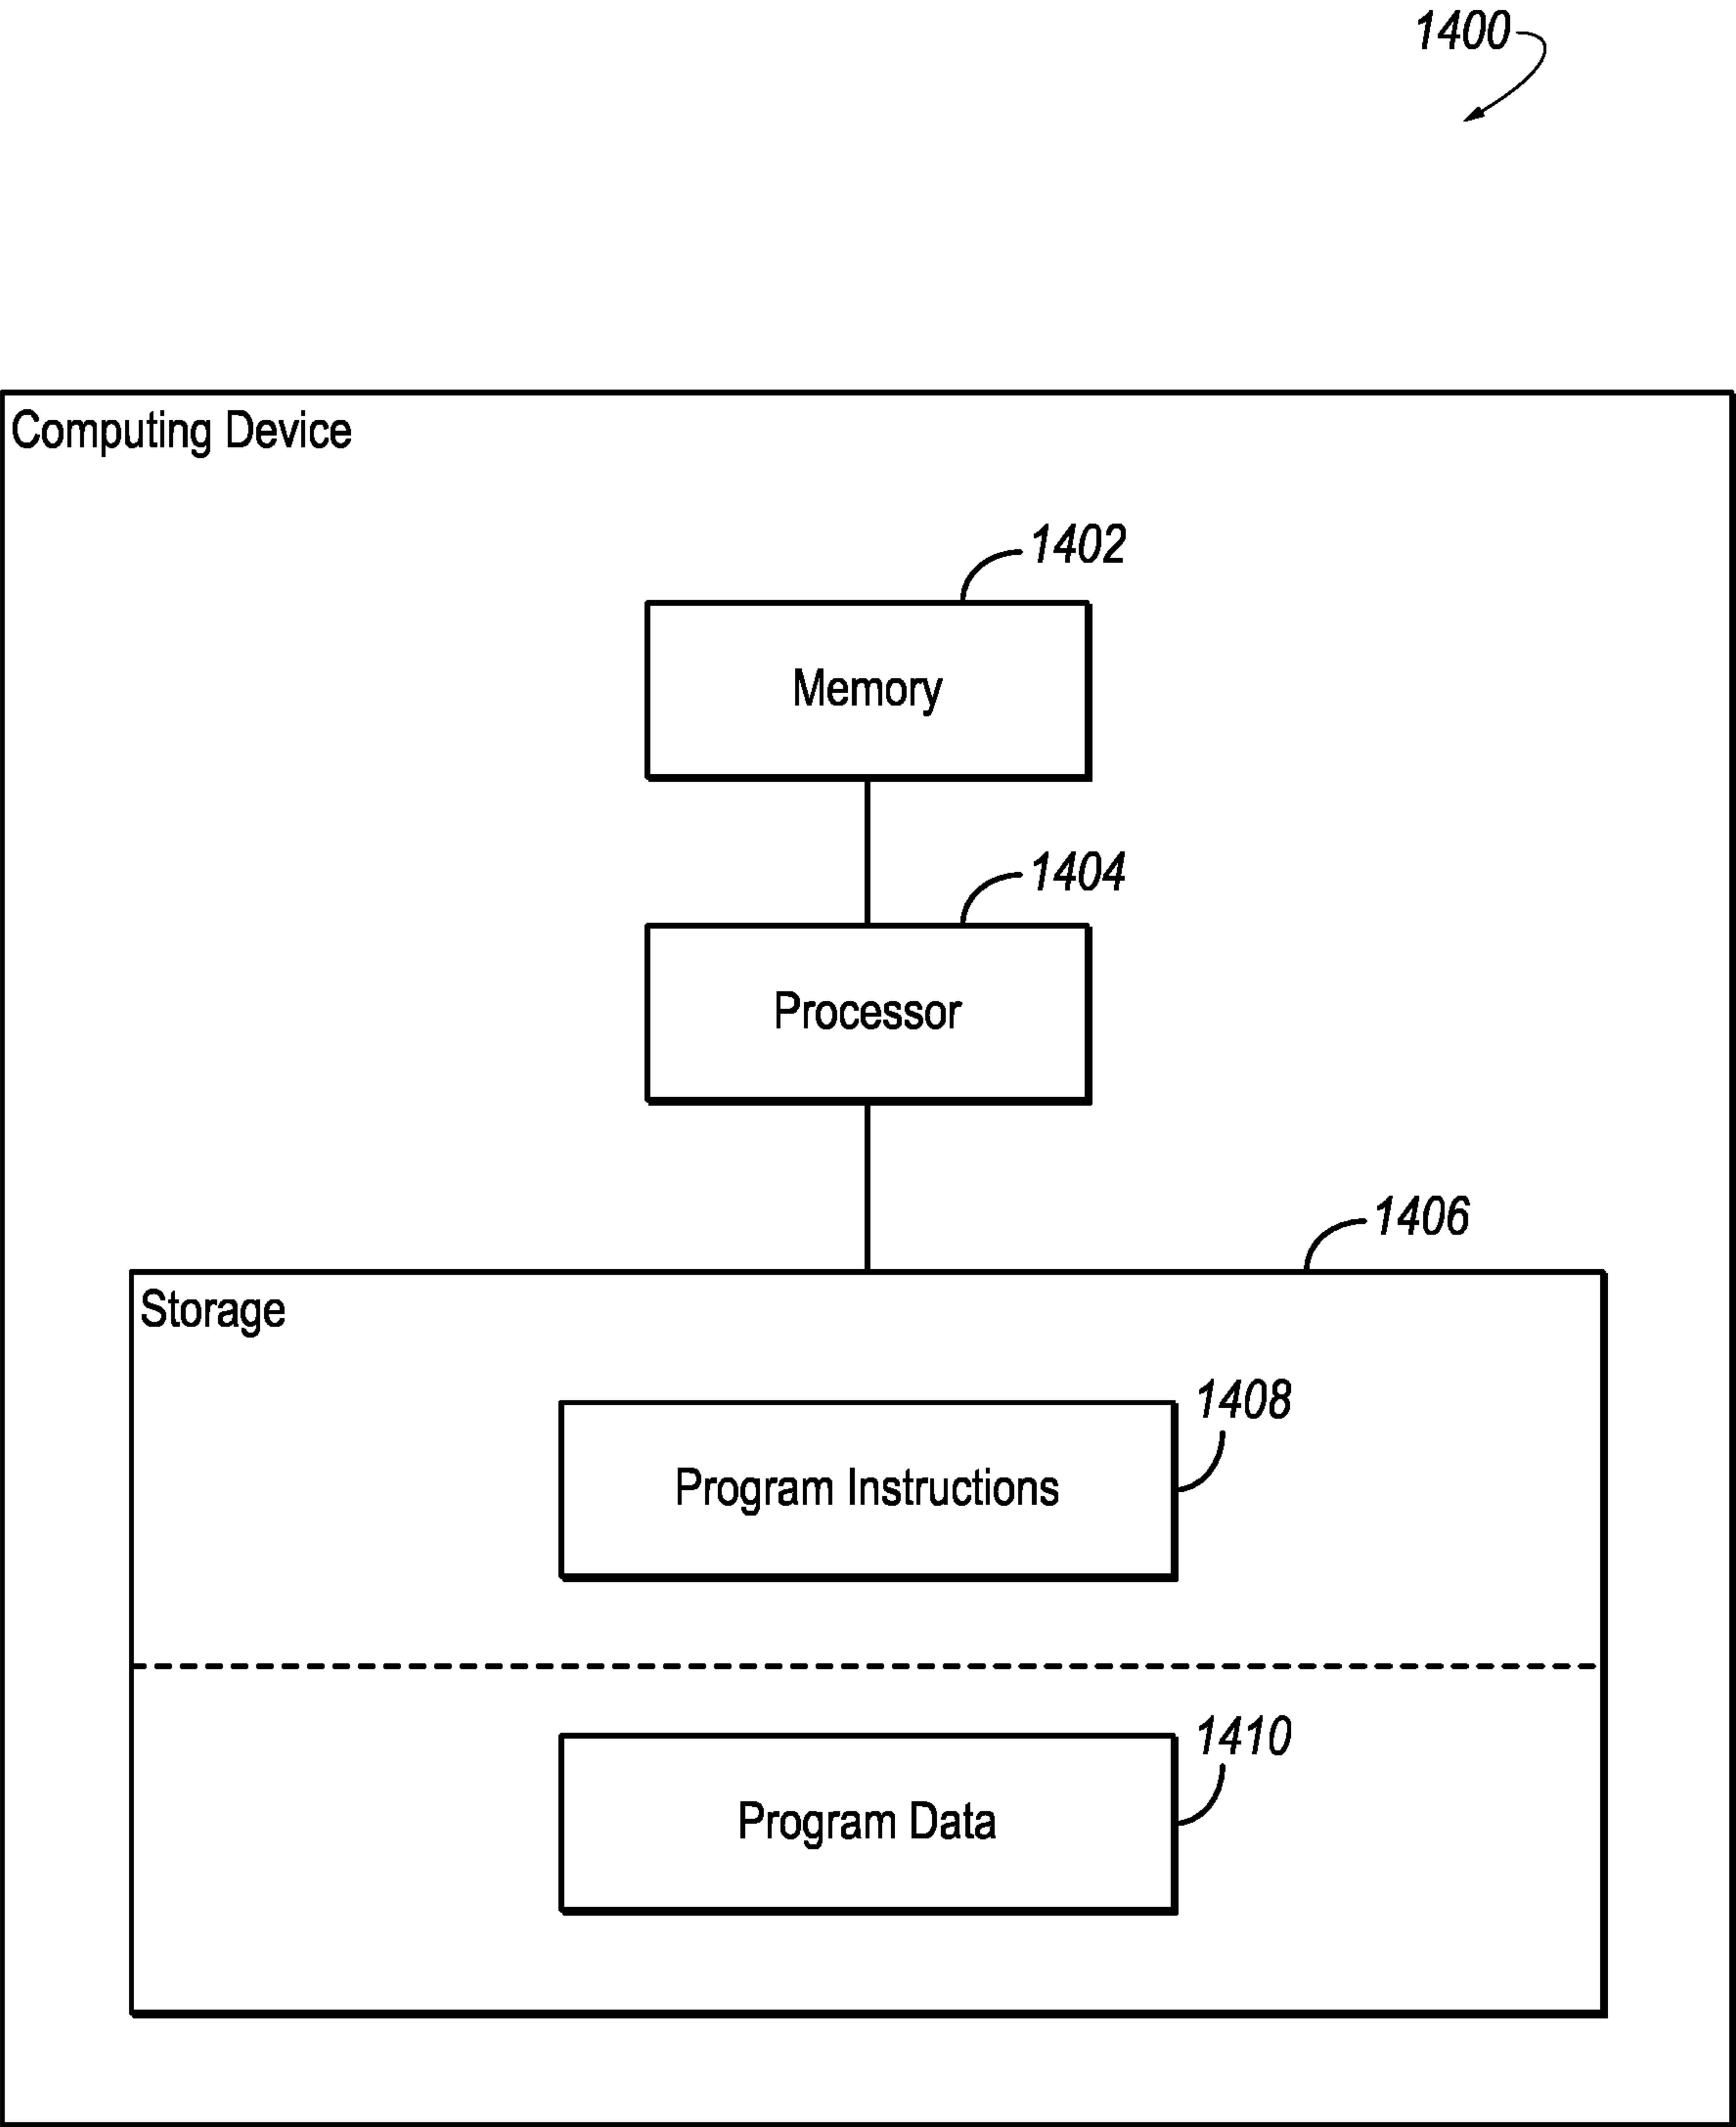 1400
Computing Device
1402
Memory
1404
Processor
1406
Storage
1408
Program Instructions
1410
Program Data